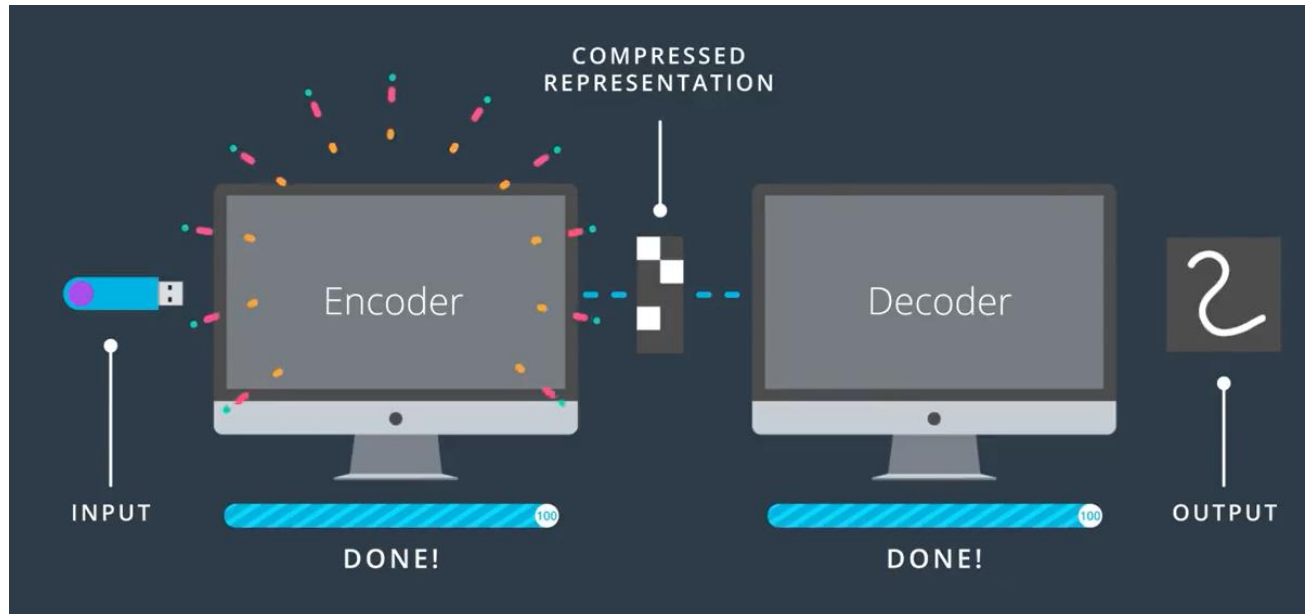 COMPRESSED
REPRESENTATION
Encoder
Decoder
INPUT
OUTPUT
100
100
DONE!
DONE!